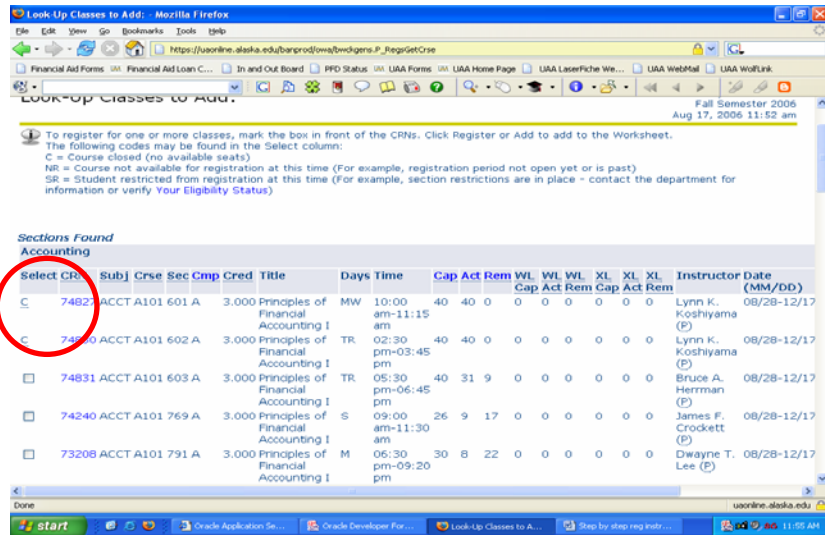 Look-Up Classes to Add: - Mozilla Firefox
File Edit View Go Bookmarks Tools Help
https://uaonline.alaska.edu/banprod/owa/bwckgens.P_RegsGetCrse
Financial Aid Forms Financial Aid Loan C... In and Out Board PFD Status UAA Forms UAA Home Page UAA LaserFiche We... UAA WebMail UAA WolfLink
Look-Up Classes to Add:
Fall Semester 2006
Aug 17, 2006 11:52 am
To register for one or more classes, mark the box in front of the CRNs. Click Register or Add to add to the Worksheet.
The following codes may be found in the Select column:
C = Course closed (no available seats)
NR = Course not available for registration at this time (For example, registration period not open yet or is past)
SR = Student restricted from registration at this time (For example, section restrictions are in place - contact the department for
information or verify Your Eligibility Status)
Sections Found
Accounting
Select CRN Subj Crse Sec Cmp Cred Title Days Time Cap Act Rem WL WL WL XL XL XL Instructor Date
Cap Act Rem Cap Act Rem (MM/DD)
C 74827 ACCT A101 601 A 3.000 Principles of MW 10:00 40 40 0 0 0 0 0 0 0 Lynn K. 08/28-12/17
Financial am-11:15 Koshiyama
Accounting I am (P)
C 74830 ACCT A101 602 A 3.000 Principles of TR 02:30 40 40 0 0 0 0 0 0 0 Lynn K. 08/28-12/17
Financial pm-03:45 Koshiyama
Accounting I pm (P)
74831 ACCT A101 603 A 3.000 Principles of TR 05:30 40 31 9 0 0 0 0 0 0 Bruce A. 08/28-12/17
Financial pm-06:45 Herrman
Accounting I pm (P)
74240 ACCT A101 769 A 3.000 Principles of S 09:00 26 9 17 0 0 0 0 0 0 James F. 08/28-12/17
Financial am-11:30 Crockett
Accounting I am (P)
73208 ACCT A101 791 A 3.000 Principles of M 06:30 30 8 22 0 0 0 0 0 0 Dwayne T. 08/28-12/17
Financial pm-09:20 Lee (P)
Accounting I pm
Done uaonline.alaska.edu
start Oracle Application Se... Oracle Developer For... Look-Up Classes to A... Step by step reg instr... 11:55 AM